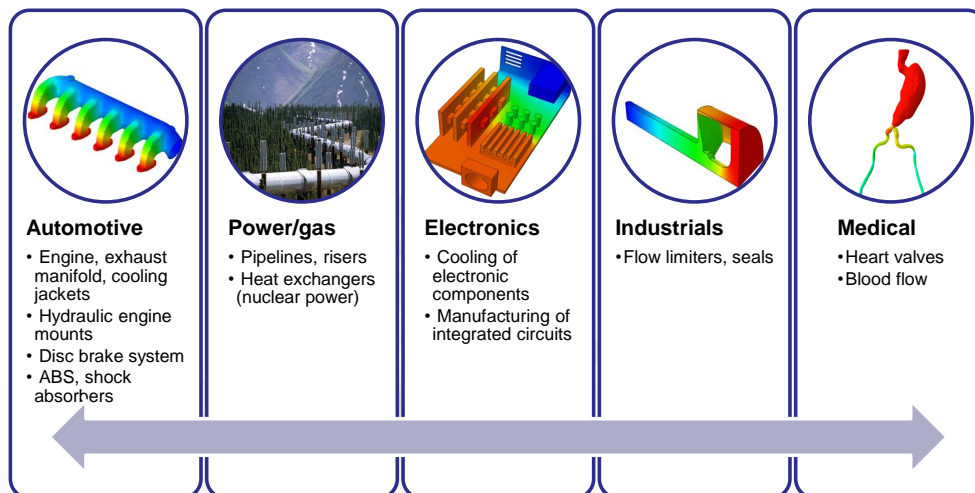 Automotive
• Engine, exhaust
manifold, cooling
jackets
• Hydraulic engine
mounts
• Disc brake system
• ABS, shock
absorbers
Power/gas
• Pipelines, risers
• Heat exchangers
(nuclear power)
Electronics
• Cooling of
electronic
components
• Manufacturing of
integrated circuits
Industrials
• Flow limiters, seals
Medical
• Heart valves
• Blood flow